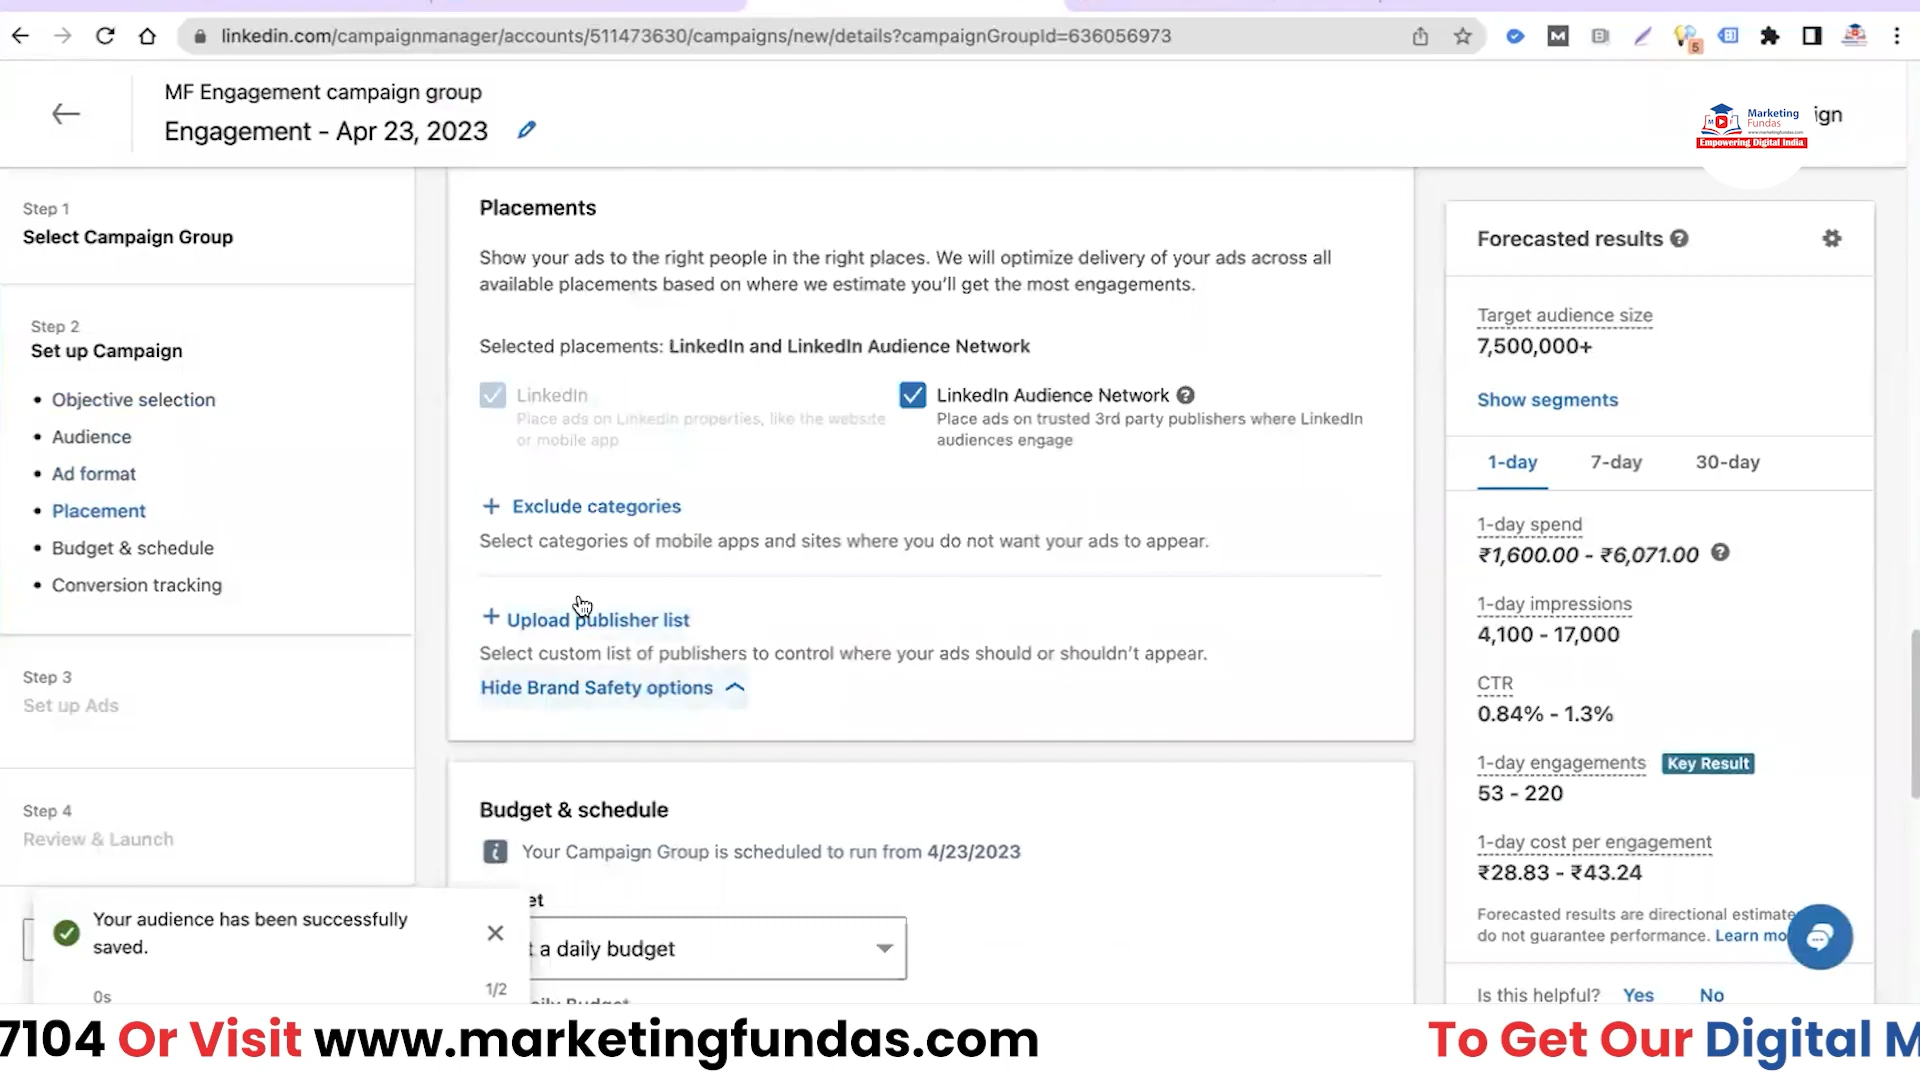 linkedin.com/campaignmanager/accounts/511473630/campaigns/new/details?campaignGroupId=636056973
MF Engagement campaign group
Engagement - Apr 23, 2023
Marketing
Fundas
www.marketingfundas.com
Empowering Digital India
ign
Step 1
Select Campaign Group
Step 2
Set up Campaign
• Objective selection
• Audience
• Ad format
• Placement
• Budget & schedule
• Conversion tracking
Step 3
Set up Ads
Step 4
Review & Launch
Your audience has been successfully
saved.
0s
1/2
Placements
Show your ads to the right people in the right places. We will optimize delivery of your ads across all
available placements based on where we estimate you'll get the most engagements.
Selected placements: LinkedIn and LinkedIn Audience Network
LinkedIn
Place ads on LinkedIn properties, like the website
or mobile app
LinkedIn Audience Network
Place ads on trusted 3rd party publishers where LinkedIn
audiences engage
+ Exclude categories
Select categories of mobile apps and sites where you do not want your ads to appear.
+ Upload publisher list
Select custom list of publishers to control where your ads should or shouldn't appear.
Hide Brand Safety options
Budget & schedule
Your Campaign Group is scheduled to run from 4/23/2023
et
t a daily budget
Forecasted results
Target audience size
7,500,000+
Show segments
1-day 7-day 30-day
1-day spend
₹1,600.00 - ₹6,071.00
1-day impressions
4,100 - 17,000
CTR
0.84% - 1.3%
1-day engagements Key Result
53 - 220
1-day cost per engagement
₹28.83 - ₹43.24
Forecasted results are directional estimate
do not guarantee performance. Learn mo
Is this helpful? Yes No
7104 Or Visit www.marketingfundas.com
To Get Our Digital M